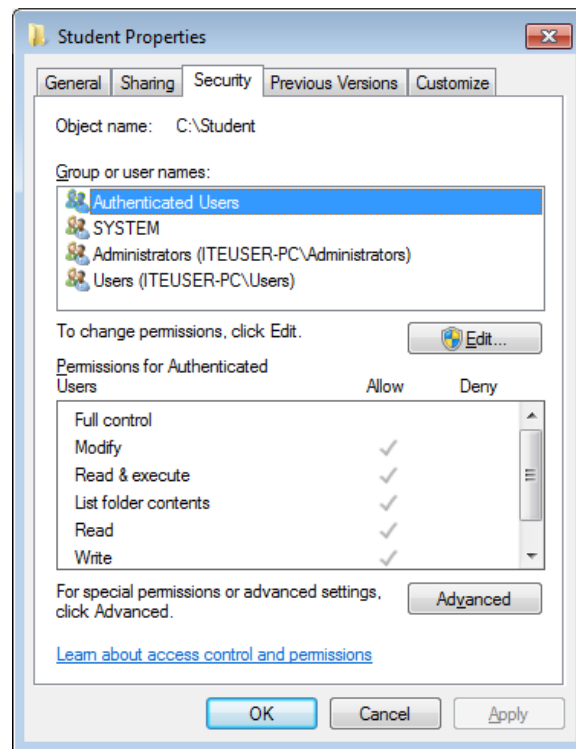 Student Properties
General Sharing Security Previous Versions Customize
Object name: C:\Student
Group or user names:
Authenticated Users
SYSTEM
Administrators (ITEUSER-PC\Administrators)
Users (ITEUSER-PC\Users)
To change permissions, click Edit.
Edit...
Permissions for Authenticated
Users Allow Deny
Full control
Modify
Read & execute
List folder contents
Read
Write
For special permissions or advanced settings,
click Advanced.
Advanced
Learn about access control and permissions
OK Cancel Apply